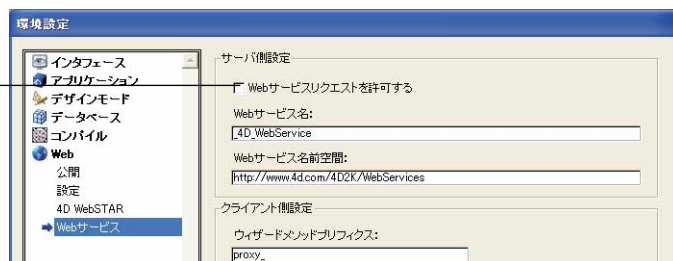 環境設定
インタフェース
アプリケーション
デザインモード
データベース
コンパイル
Web
公開
設定
4D WebSTAR
Webサービス
サーバ側設定
Webサービスリクエストを許可する
Webサービス名:
_4D_WebService
Webサービス名前空間:
http://www.4d.com/4D2K/WebServices
クライアント側設定
ウィザードメソッドプリフィクス:
proxy_